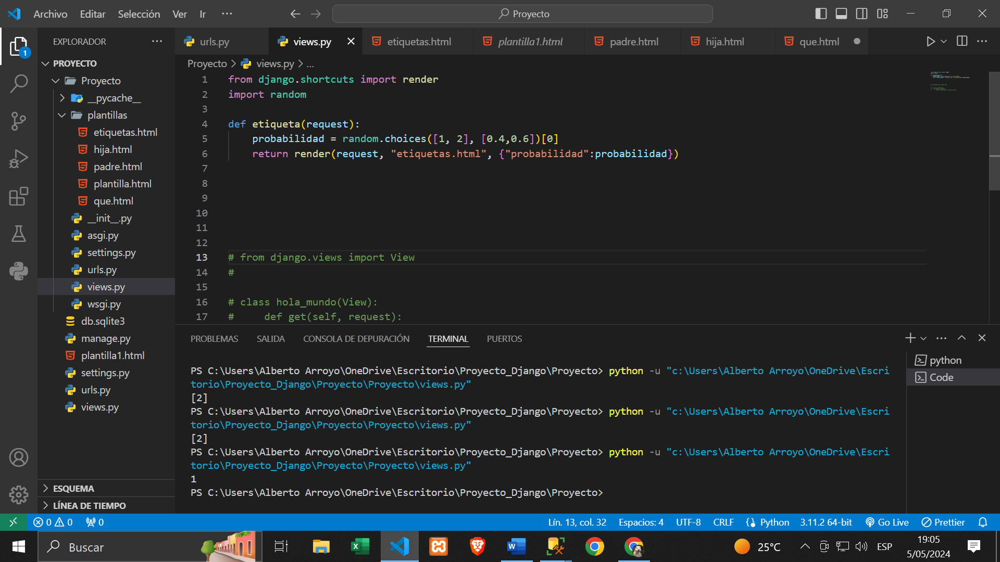 Archivo Editar Selección Ver Ir ... Proyecto
EXPLORADOR ...
1
PROYECTO
Proyecto
__pycache__
plantillas
etiquetas.html
hija.html
padre.html
plantilla.html
que.html
__init__.py
asgi.py
settings.py
urls.py
views.py
wsgi.py
db.sqlite3
manage.py
plantilla1.html
settings.py
urls.py
views.py
ESQUEMA
LÍNEA DE TIEMPO
urls.py views.py etiquetas.html plantilla1.html padre.html hija.html que.html
Proyecto > views.py > ...
1 from django.shortcuts import render
2 import random
3
4 def etiqueta(request):
5 probabilidad = random.choices([1, 2], [0.4,0.6])[0]
6 return render(request, "etiquetas.html", {"probabilidad":probabilidad})
7
8
9
10
11
12
13 # from django.views import View
14 #
15
16 # class hola_mundo(View):
17 # def get(self, request):
PROBLEMAS SALIDA CONSOLA DE DEPURACIÓN TERMINAL PUERTOS
python
Code
PS C:\Users\Alberto Arroyo\OneDrive\Escritorio\Proyecto_Django\Proyecto> python -u "c:\Users\Alberto Arroyo\OneDrive\Escri
torio\Proyecto_Django\Proyecto\Proyecto\views.py"
[2]
PS C:\Users\Alberto Arroyo\OneDrive\Escritorio\Proyecto_Django\Proyecto> python -u "c:\Users\Alberto Arroyo\OneDrive\Escri
torio\Proyecto_Django\Proyecto\Proyecto\views.py"
[2]
PS C:\Users\Alberto Arroyo\OneDrive\Escritorio\Proyecto_Django\Proyecto> python -u "c:\Users\Alberto Arroyo\OneDrive\Escri
torio\Proyecto_Django\Proyecto\Proyecto\views.py"
1
PS C:\Users\Alberto Arroyo\OneDrive\Escritorio\Proyecto_Django\Proyecto>
0 0 0 Lín. 13, col. 32 Espacios: 4 UTF-8 CRLF Python 3.11.2 64-bit Go Live Prettier
Buscar 25°C ESP 19:05
5/05/2024